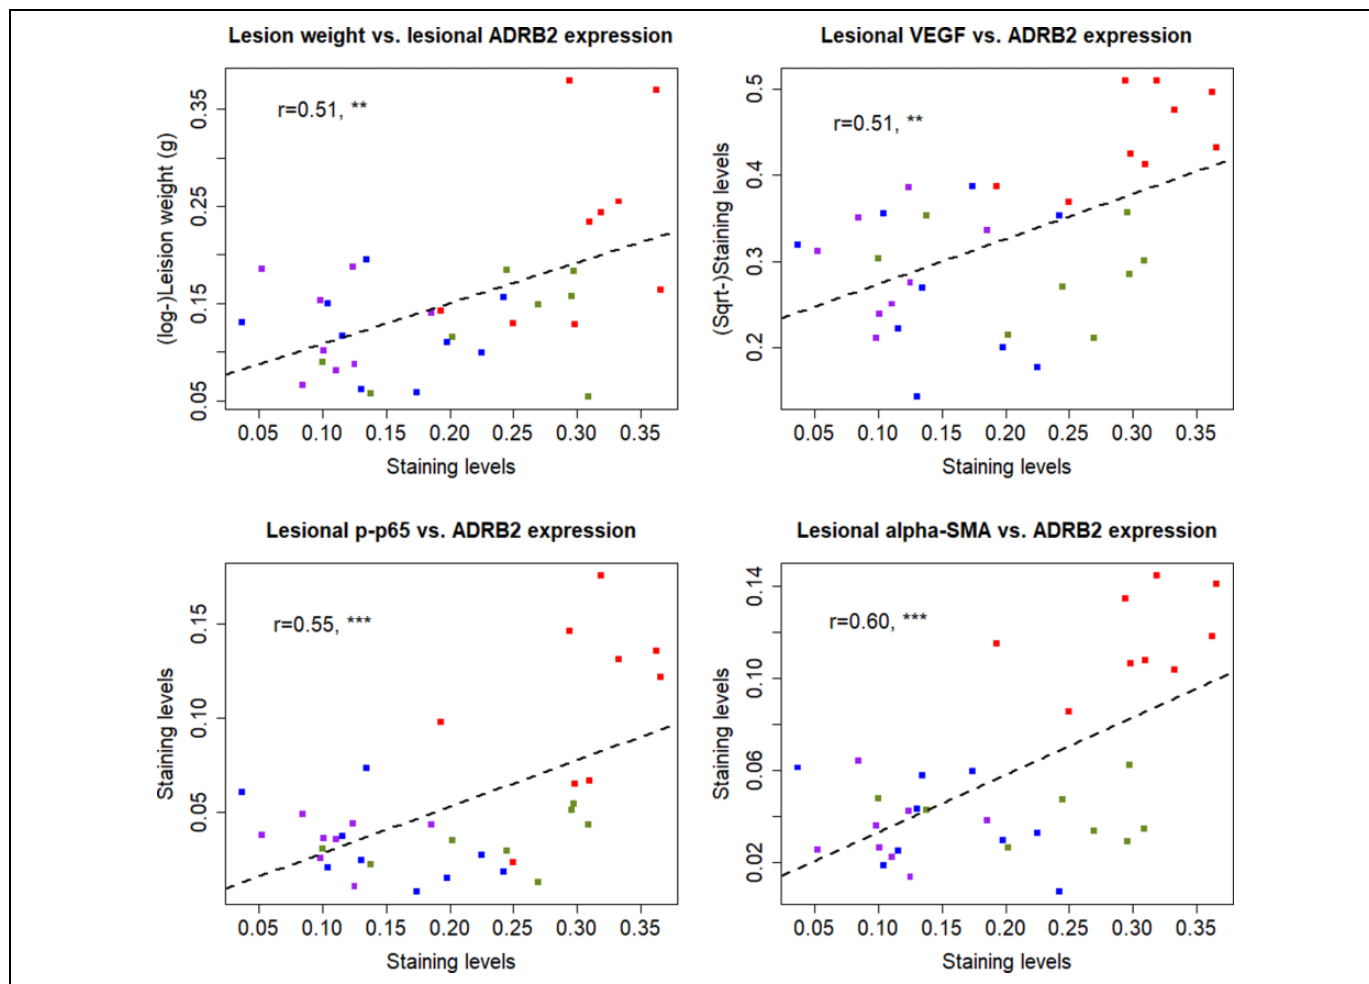 Lesion weight vs. lesional ADRB2 expression
(log-)Leision weight (g)
0.05 0.15 0.25 0.35
r=0.51, **
0.05 0.10 0.15 0.20 0.25 0.30 0.35
Staining levels
Lesional VEGF vs. ADRB2 expression
(Sqrt-)Staining levels
0.2 0.3 0.4 0.5
r=0.51, **
0.05 0.10 0.15 0.20 0.25 0.30 0.35
Staining levels
Lesional p-p65 vs. ADRB2 expression
Staining levels
0.05 0.10 0.15
r=0.55, ***
0.05 0.10 0.15 0.20 0.25 0.30 0.35
Staining levels
Lesional alpha-SMA vs. ADRB2 expression
Staining levels
0.02 0.06 0.10 0.14
r=0.60, ***
0.05 0.10 0.15 0.20 0.25 0.30 0.35
Staining levels